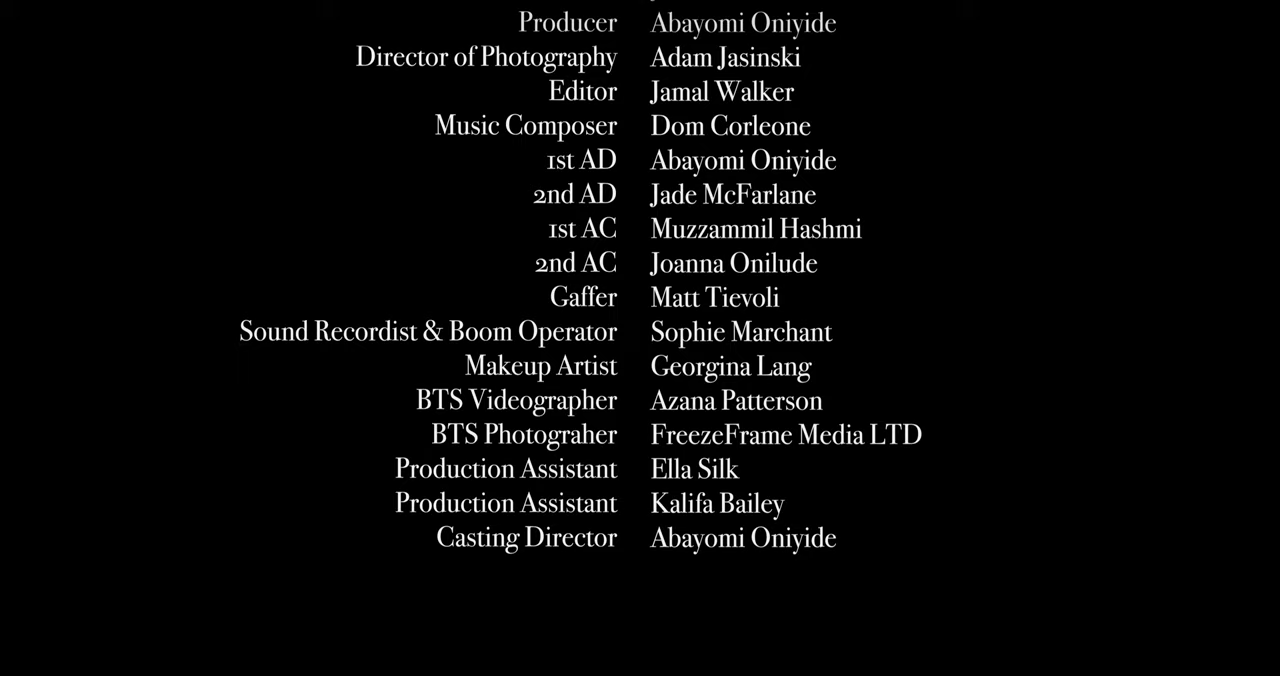 Producer Abayomi Oniyide
Director of Photography Adam Jasinski
Editor Jamal Walker
Music Composer Dom Corleone
1st AD Abayomi Oniyide
2nd AD Jade McFarlane
1st AC Muzzammil Hashmi
2nd AC Joanna Onilude
Gaffer Matt Tievoli
Sound Recordist & Boom Operator Sophie Marchant
Makeup Artist Georgina Lang
BTS Videographer Azana Patterson
BTS Photograher FreezeFrame Media LTD
Production Assistant Ella Silk
Production Assistant Kalifa Bailey
Casting Director Abayomi Oniyide